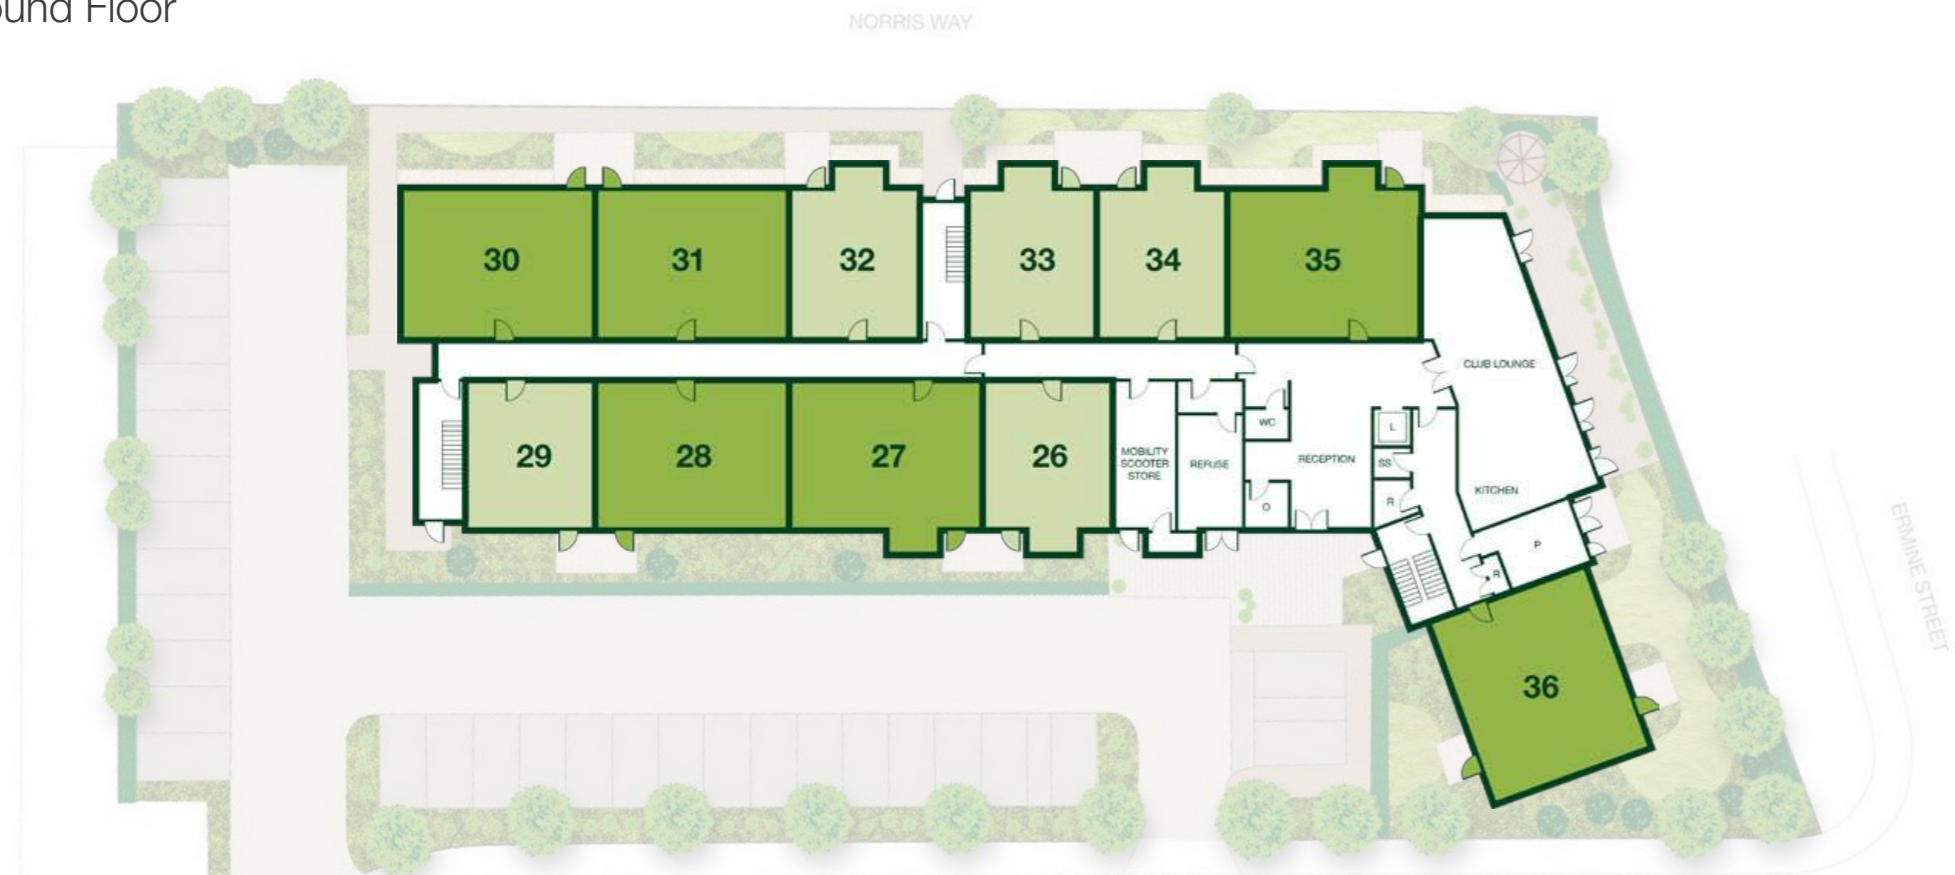 ound Floor
NORRIS WAY
30
31
32
33
34
35
CLUB LOUNGE
29
28
27
26
MOBILITY
SCOOTER
STORE
REFUSE
WC
RECEPTION
L
SS
R
O
KITCHEN
P
R
36
ERMINE STREET